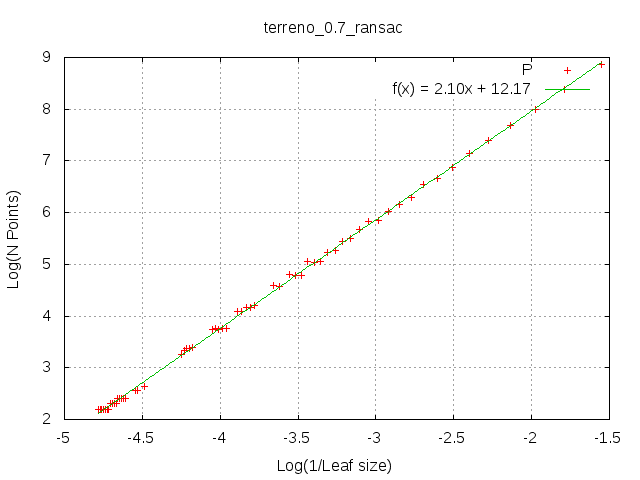 terreno_0.7_ransac
9
8
7
6
5
4
3
2
P
f(x) = 2.10x + 12.17
Log(N Points)
-5 -4.5 -4 -3.5 -3 -2.5 -2 -1.5
Log(1/Leaf size)